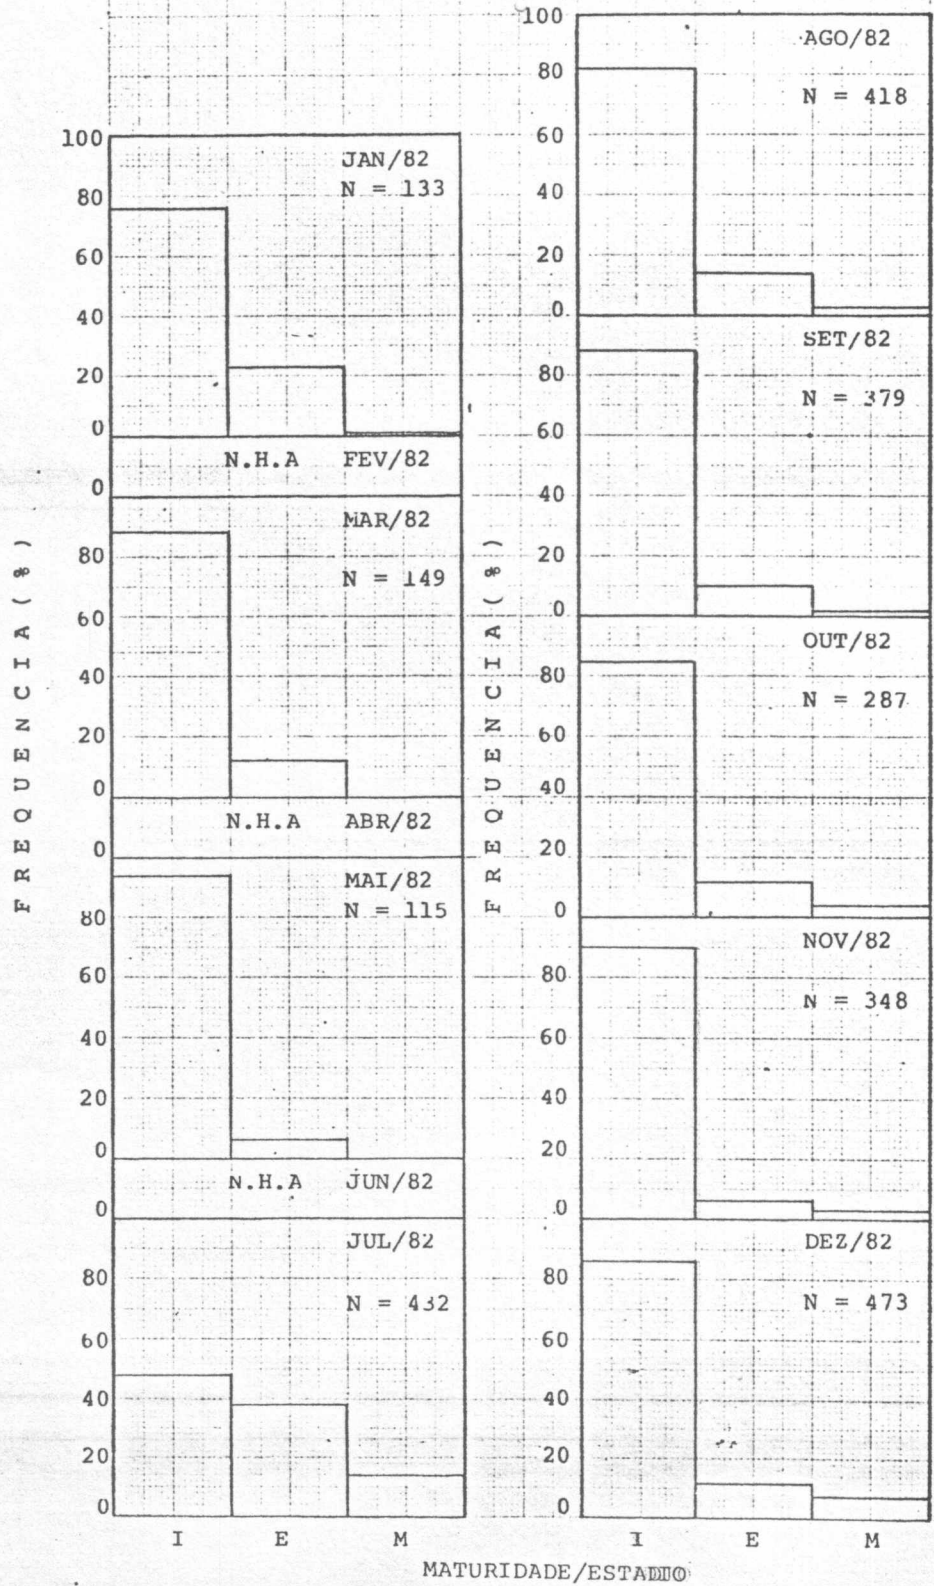 100
80
60
40
20
0
JAN/82
N = 133
N.H.A FEV/82
0
MAR/82
N = 149
80
60
40
20
0
N.H.A ABR/82
0
MAI/82
N = 115
80
60
40
20
0
N.H.A JUN/82
0
JUL/82
N = 432
80
60
40
20
0
I E M
FREQUENCIA (%)
100
80
60
40
20
0
AGO/82
N = 418
SET/82
N = 379
80
60
40
20
0
OUT/82
N = 287
80
60
40
20
0
NOV/82
N = 348
80
60
40
20
0
DEZ/82
N = 473
80
60
40
20
0
I E M
FREQUENCIA (%)
MATURIDADE/ESTADIO